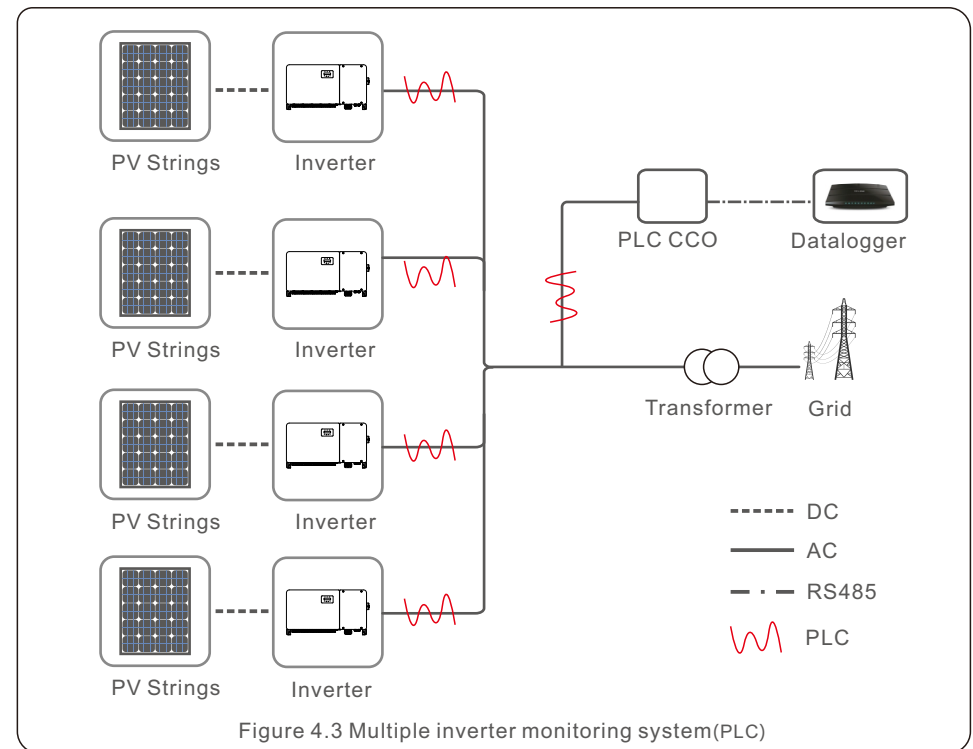 PV Strings
Inverter
PV Strings
Inverter
PLC CCO
Datalogger
Transformer
Grid
PV Strings
Inverter
DC
AC
RS485
PLC
PV Strings
Inverter
Figure 4.3 Multiple inverter monitoring system(PLC)